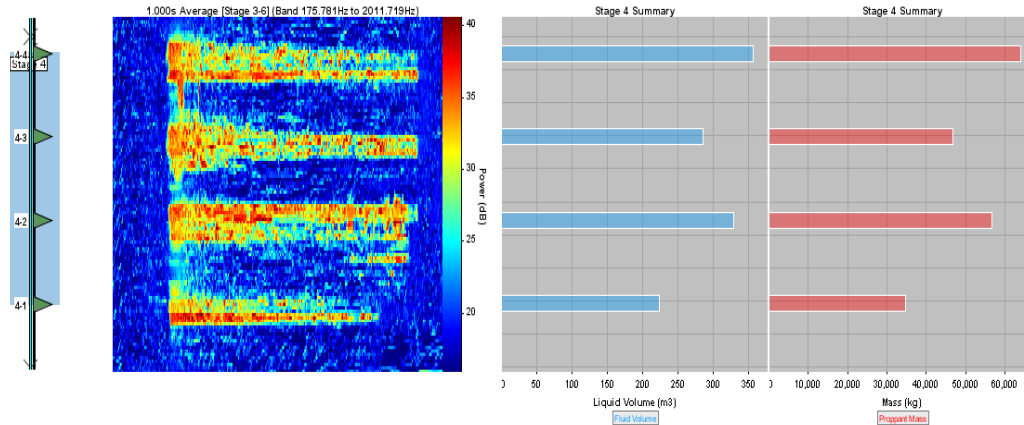 1.000s Average [Stage 3-6] (Band 175.781Hz to 2011.719Hz)
Stage 4 Summary
Stage 4 Summary
4-4
Stage 4
4-3
4-2
4-1
40
35
30
25
20
Power (dB)
0 50 100 150 200 250 300 350
Liquid Volume (m3)
Fluid Volume
0 10,000 20,000 30,000 40,000 50,000 60,000
Mass (kg)
Proppant Mass